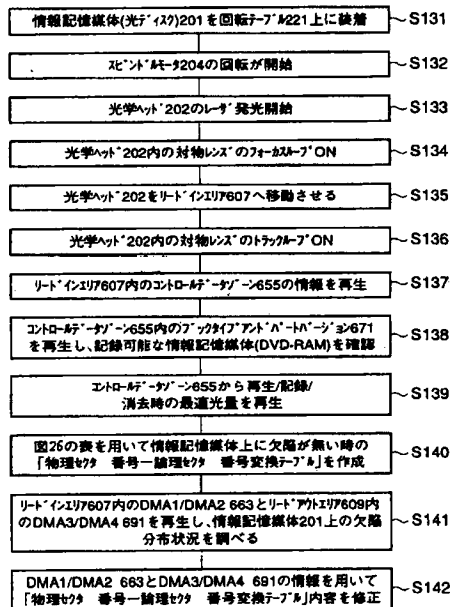 情報記憶媒体(光ディスク)201を回転テーブル221上に装着
~S131
スピンドルモータ204の回転が開始
~S132
光学ヘッド202のレーザ発光開始
~S133
光学ヘッド202内の対物レンズのフォーカスループON
~S134
光学ヘッド202をリードインエリア607へ移動させる
~S135
光学ヘッド202内の対物レンズのトラックループON
~S136
リードインエリア607内のコントロールデータゾーン655の情報を再生
~S137
コントロールデータゾーン655内のブックタイプアンドパートバージョン671
を再生し、記録可能な情報記憶媒体(DVD-RAM)を確認
~S138
コントロールデータゾーン655から再生/記録/
消去時の最適光量を再生
~S139
図26の表を用いて情報記憶媒体上に欠陥が無い時の
「物理セクタ 番号ー論理セクタ 番号変換テーブル」を作成
~S140
リードインエリア607内のDMA1/DMA2 663とリードアウトエリア609内
のDMA3/DMA4 691を再生し、情報記憶媒体201上の欠陥
分布状況を調べる
~S141
DMA1/DMA2 663とDMA3/DMA4 691の情報を用いて
「物理セクタ 番号ー論理セクタ 番号変換テーブル」内容を修正
~S142